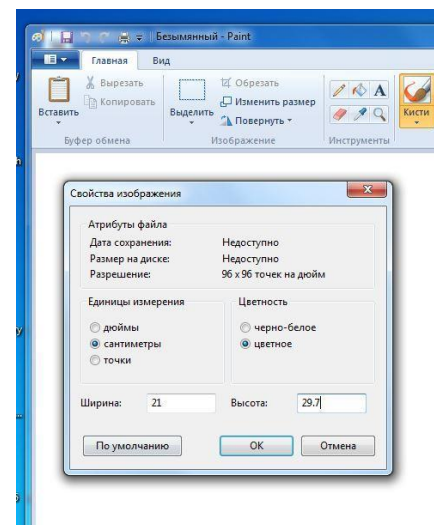 Безымянный - Paint
Главная Вид
Вырезать
Копировать
Вставить
Буфер обмена
Выделить
Обрезать
Изменить размер
Повернуть
Изображение
A
Инструменты
Кисти
Свойства изображения
Атрибуты файла
Дата сохранения: Недоступно
Размер на диске: Недоступно
Разрешение: 96 x 96 точек на дюйм
Единицы измерения
дюймы
сантиметры
точки
Цветность
черно-белое
цветное
Ширина: 21 Высота: 29.7
По умолчанию OK Отмена